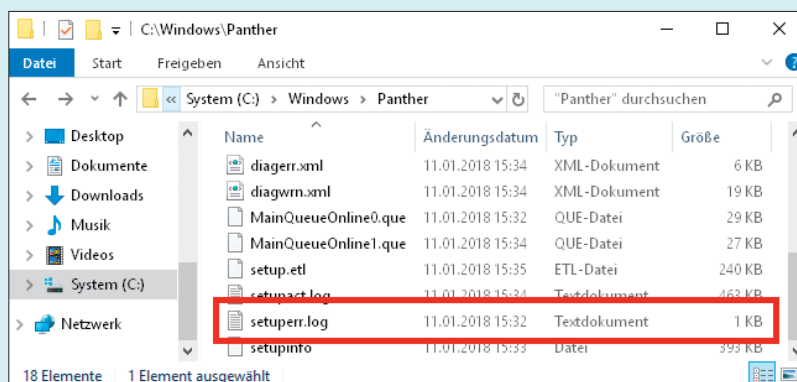 C:\Windows\Panther
Datei Start Freigeben Ansicht
« System (C:) > Windows > Panther "Panther" durchsuchen
Desktop
Dokumente
Downloads
Musik
Videos
System (C:)
Netzwerk
Name Änderungsdatum Typ Größe
diagerr.xml 11.01.2018 15:34 XML-Dokument 6 KB
diagwrn.xml 11.01.2018 15:34 XML-Dokument 19 KB
MainQueueOnline0.que 11.01.2018 15:32 QUE-Datei 29 KB
MainQueueOnline1.que 11.01.2018 15:34 QUE-Datei 27 KB
setup.etl 11.01.2018 15:35 ETL-Datei 240 KB
setupact.log 11.01.2018 15:34 Textdokument 463 KB
setuperr.log 11.01.2018 15:32 Textdokument 1 KB
setupinfo 11.01.2018 15:33 Datei 393 KB
18 Elemente 1 Element ausgewählt